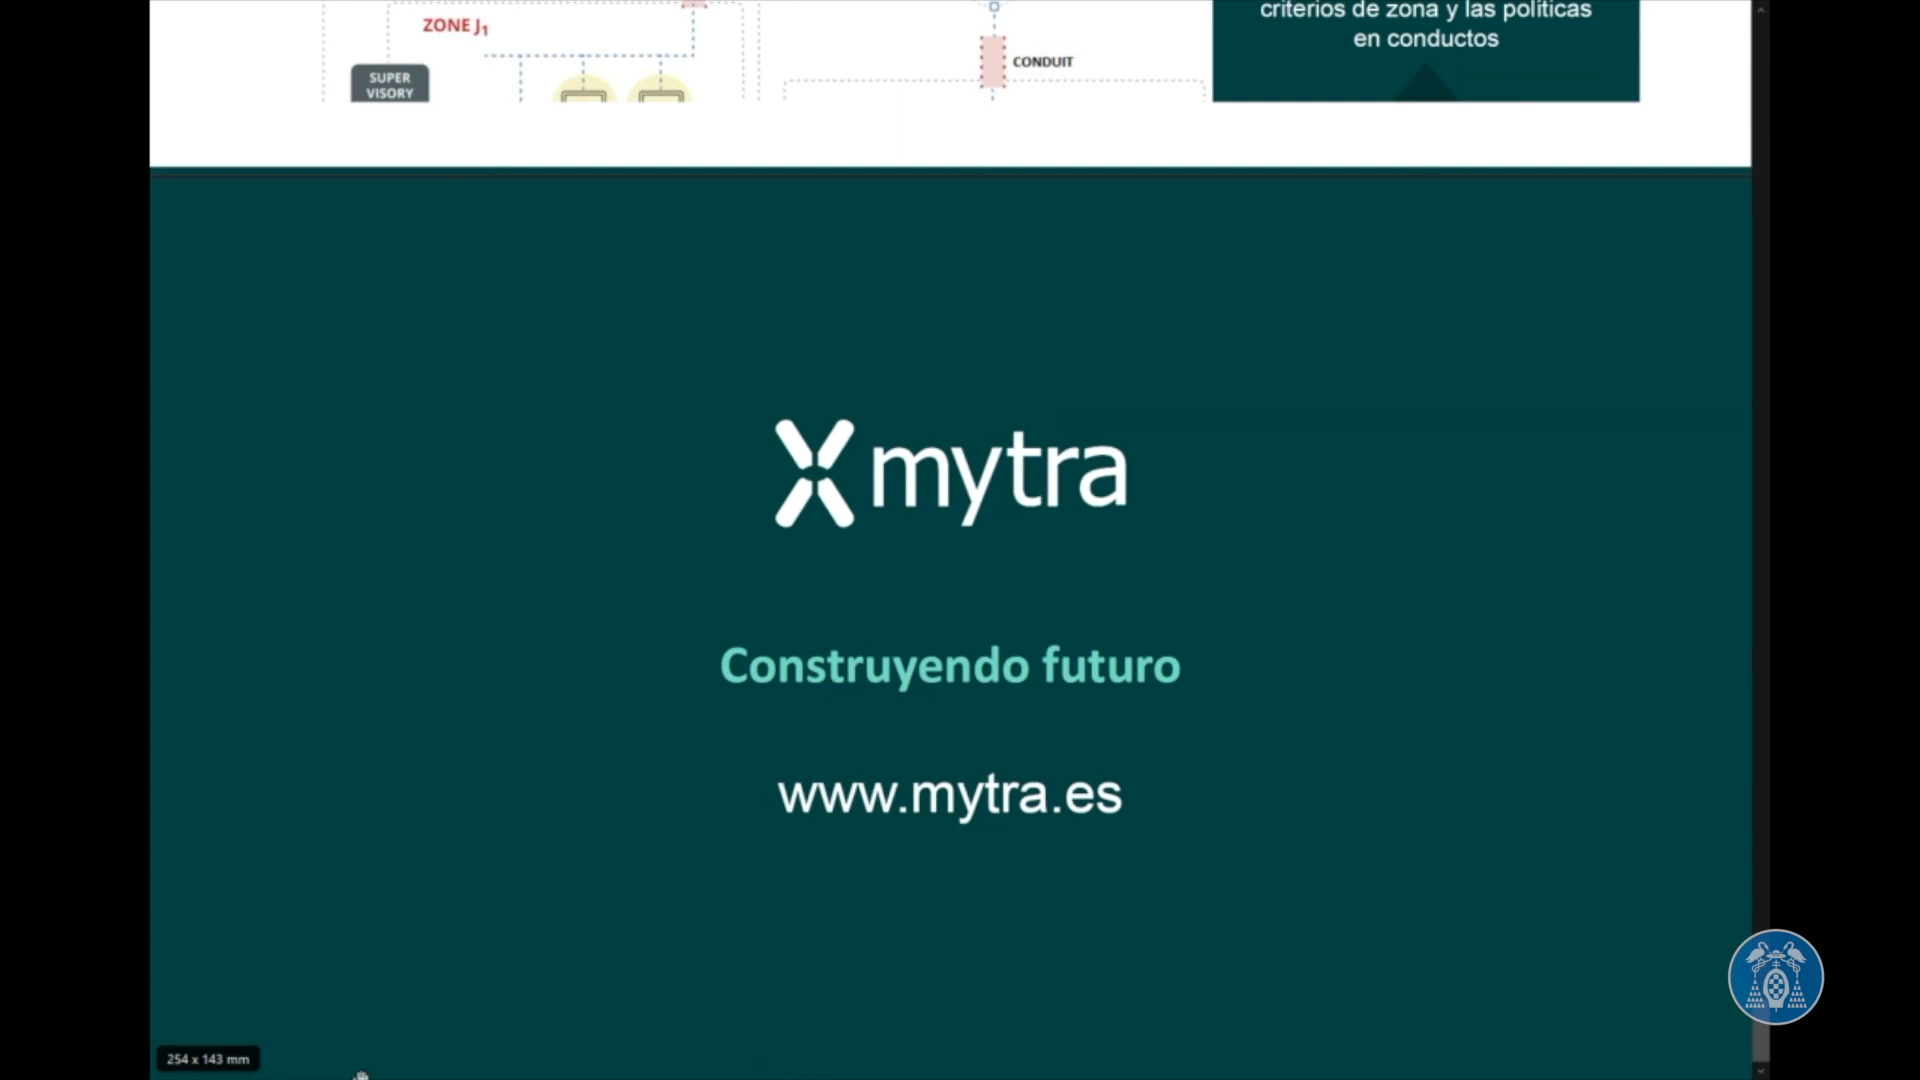 criterios de zona y las políticas
en conductos
ZONE J1
SUPER
VISORY
CONDUIT
mytra
Construyendo futuro
www.mytra.es
254 x 143 mm